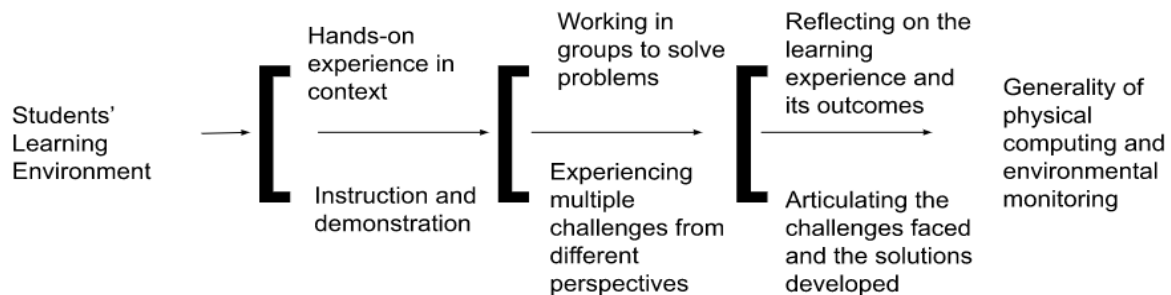 Students’
Learning
Environment
Hands-on
experience in
context
Instruction and
demonstration
Working in
groups to solve
problems
Experiencing
multiple
challenges from
different
perspectives
Reflecting on the
learning
experience and
its outcomes
Articulating the
challenges faced
and the solutions
developed
Generality of
physical
computing and
environmental
monitoring